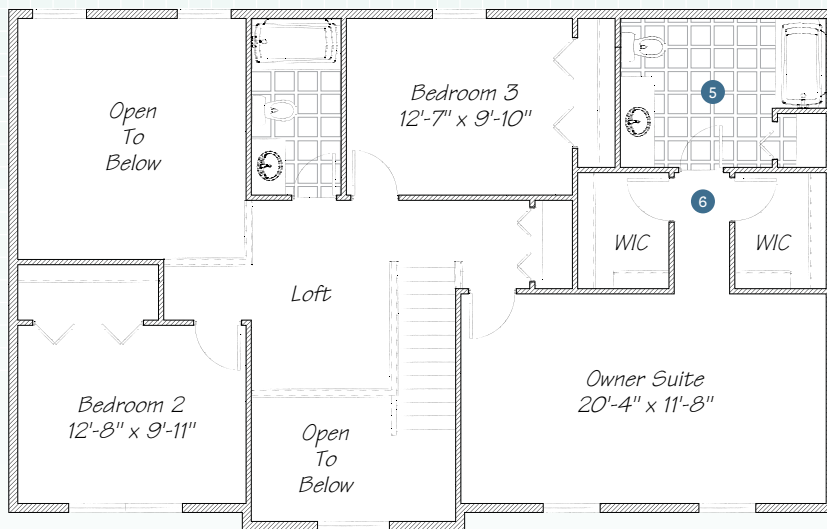 Open
To
Below
Bedroom 3
12'-7" x 9'-10"
5
6
WIC
WIC
Loft
Bedroom 2
12'-8" x 9'-11"
Open
To
Below
Owner Suite
20'-4" x 11'-8"